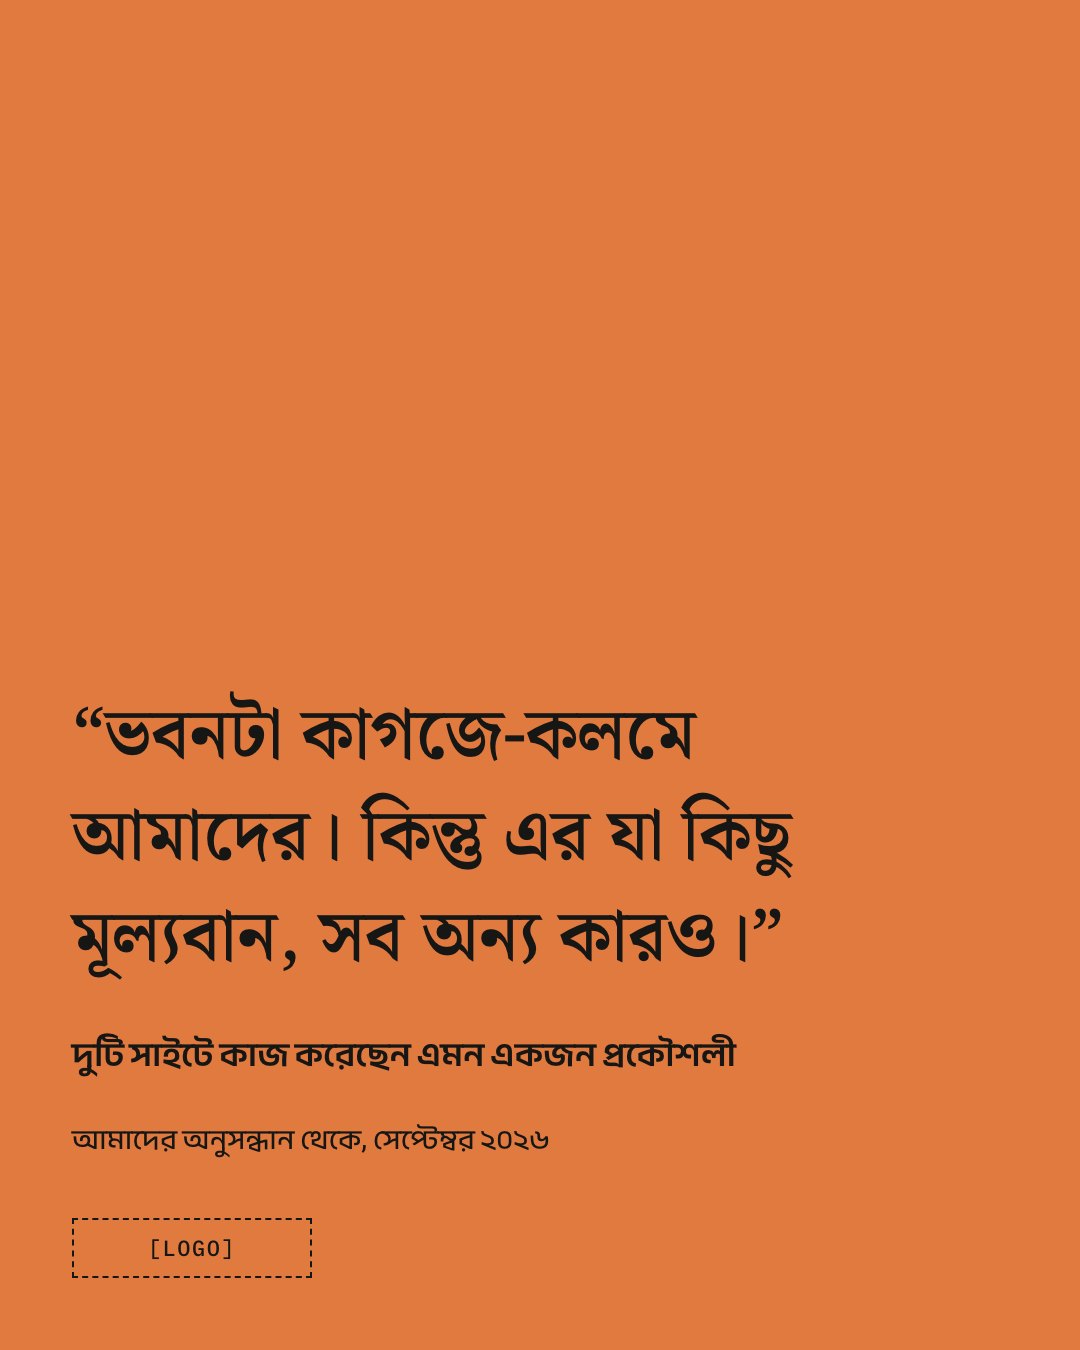 “ভবনটা কাগজে-কলমে
আমাদের। কিন্তু এর যা কিছু
মূল্যবান, সব অন্য কারও।”
দুটি সাইটে কাজ করেছেন এমন একজন প্রকৌশলী
আমাদের অনুসন্ধান থেকে, সেপ্টেম্বর ২০২৬
[LOGO]